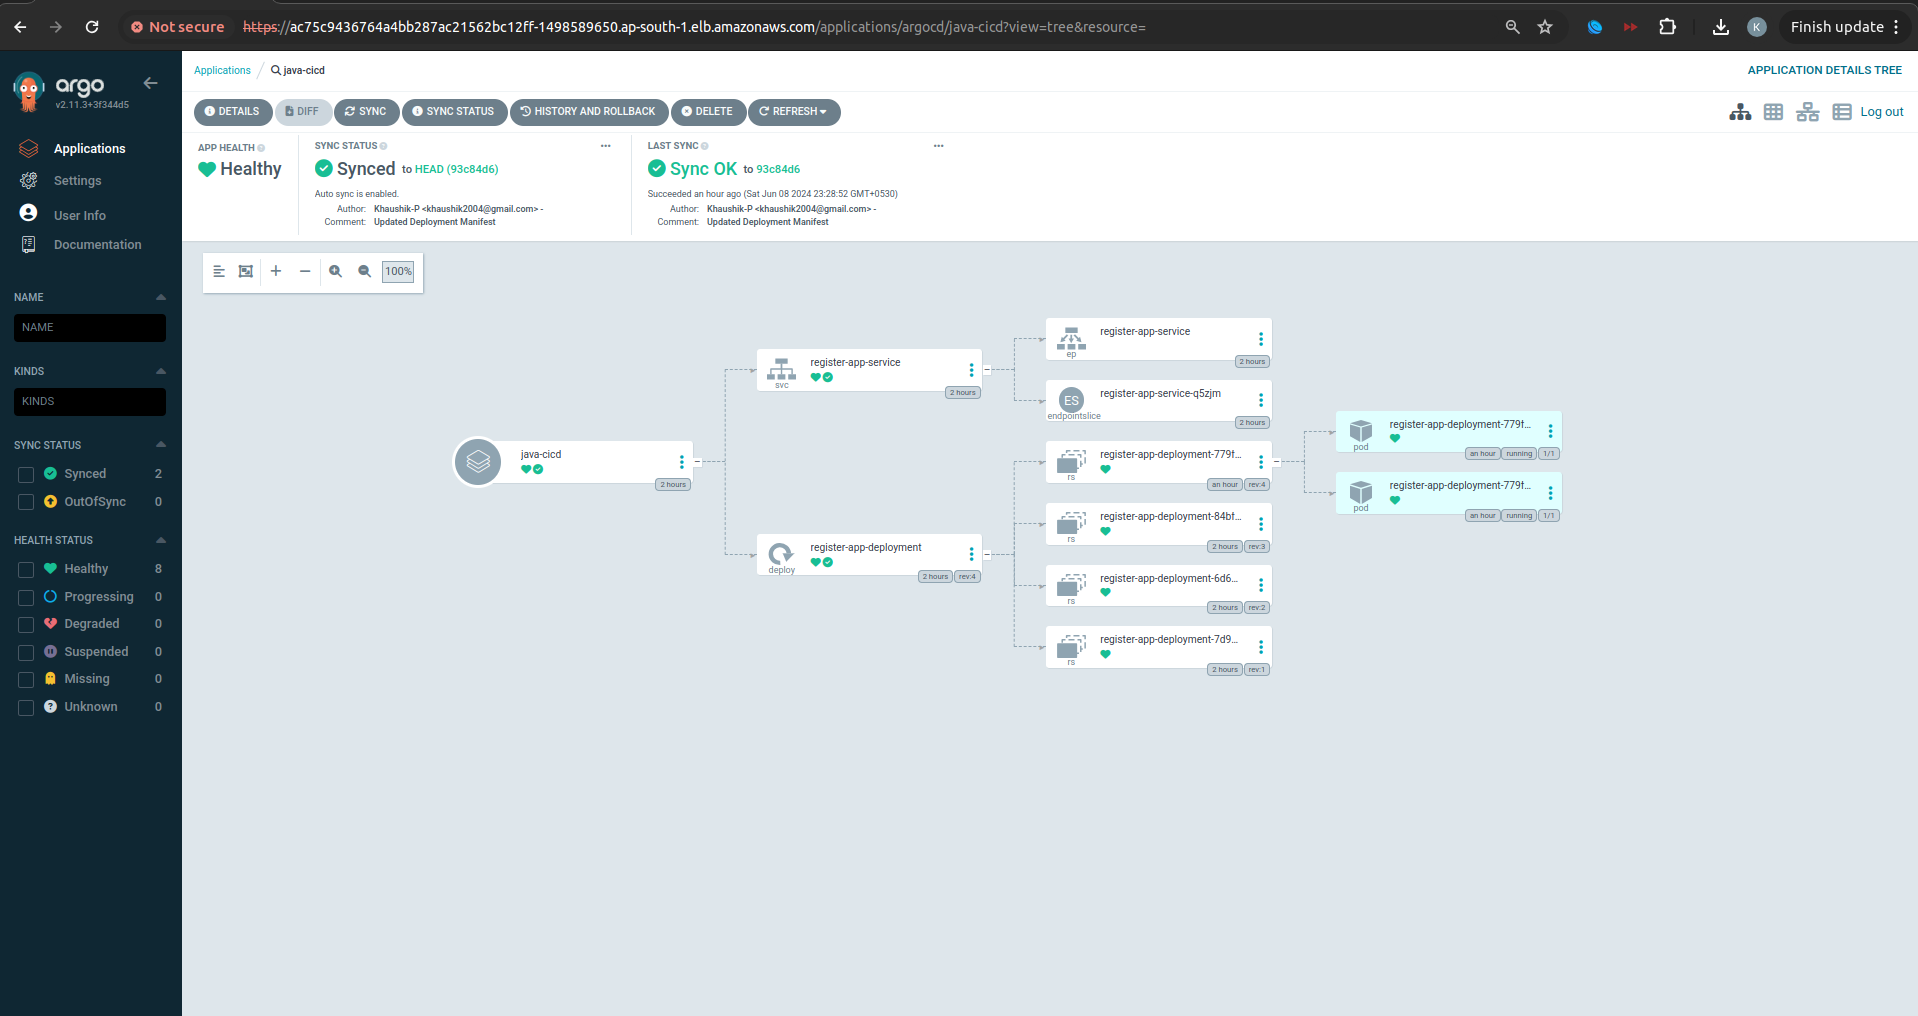 Not secure https://ac75c9436764a4bb287ac21562bc12ff-1498589650.ap-south-1.elb.amazonaws.com/applications/argocd/java-cicd?view=tree&resource= K Finish update
argo
v2.11.3+3f344d5
Applications
Settings
User Info
Documentation
NAME
NAME
KINDS
KINDS
SYNC STATUS
Synced 2
OutOfSync 0
HEALTH STATUS
Healthy 8
Progressing 0
Degraded 0
Suspended 0
Missing 0
Unknown 0
Applications / java-cicd APPLICATION DETAILS TREE
DETAILS DIFF SYNC SYNC STATUS HISTORY AND ROLLBACK DELETE REFRESH Log out
APP HEALTH
Healthy
SYNC STATUS
Synced to HEAD (93c84d6)
Auto sync is enabled.
Author: Khaushik-P <khaushik2004@gmail.com> -
Comment: Updated Deployment Manifest
LAST SYNC
Sync OK to 93c84d6
Succeeded an hour ago (Sat Jun 08 2024 23:28:52 GMT+0530)
Author: Khaushik-P <khaushik2004@gmail.com> -
Comment: Updated Deployment Manifest
100%
java-cicd
2 hours
register-app-service
svc
2 hours
register-app-deployment
deploy
2 hours rev:4
register-app-service
ep
2 hours
ES
register-app-service-q5zjm
endpointslice
2 hours
register-app-deployment-779f...
rs
an hour rev:4
register-app-deployment-84bf...
rs
2 hours rev:3
register-app-deployment-6d6...
rs
2 hours rev:2
register-app-deployment-7d9...
rs
2 hours rev:1
register-app-deployment-779f...
pod
an hour running 1/1
register-app-deployment-779f...
pod
an hour running 1/1